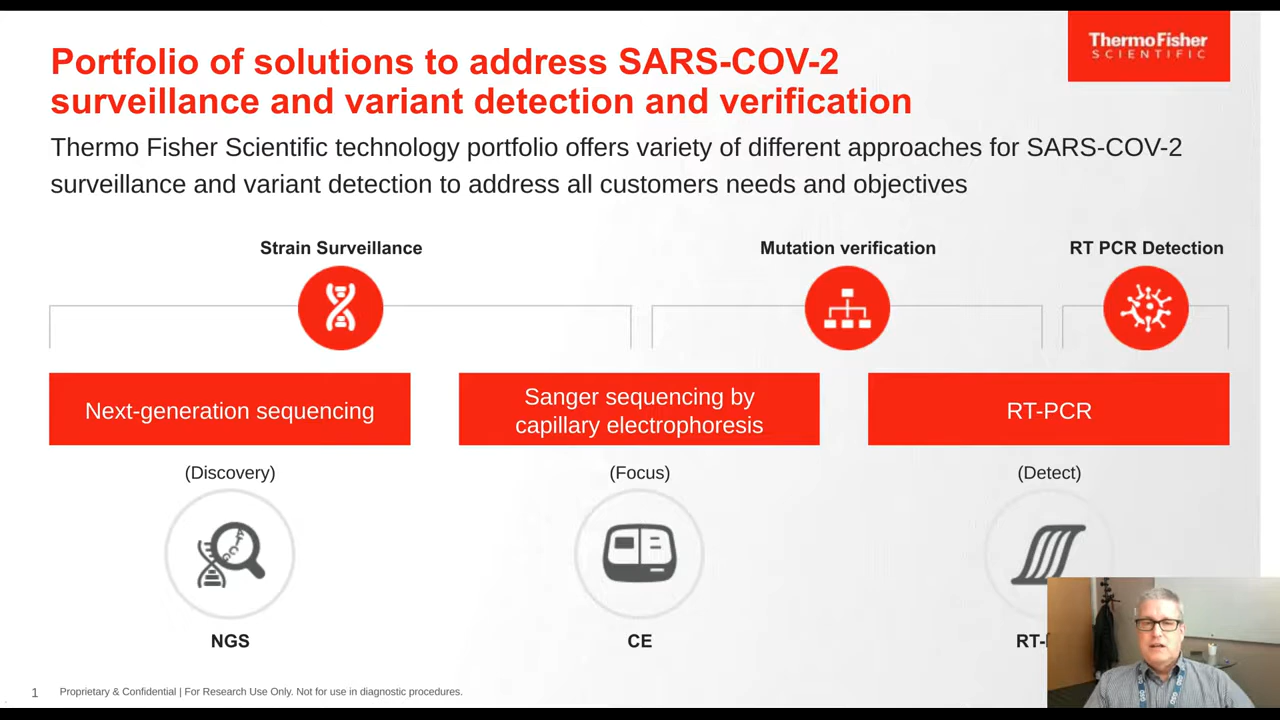 Portfolio of solutions to address SARS-COV-2
surveillance and variant detection and verification
ThermoFisher
SCIENTIFIC
Thermo Fisher Scientific technology portfolio offers variety of different approaches for SARS-COV-2
surveillance and variant detection to address all customers needs and objectives
Strain Surveillance
Mutation verification
RT PCR Detection
Next-generation sequencing
Sanger sequencing by
capillary electrophoresis
RT-PCR
(Discovery)
(Focus)
(Detect)
NGS
CE
1
Proprietary & Confidential | For Research Use Only. Not for use in diagnostic procedures.